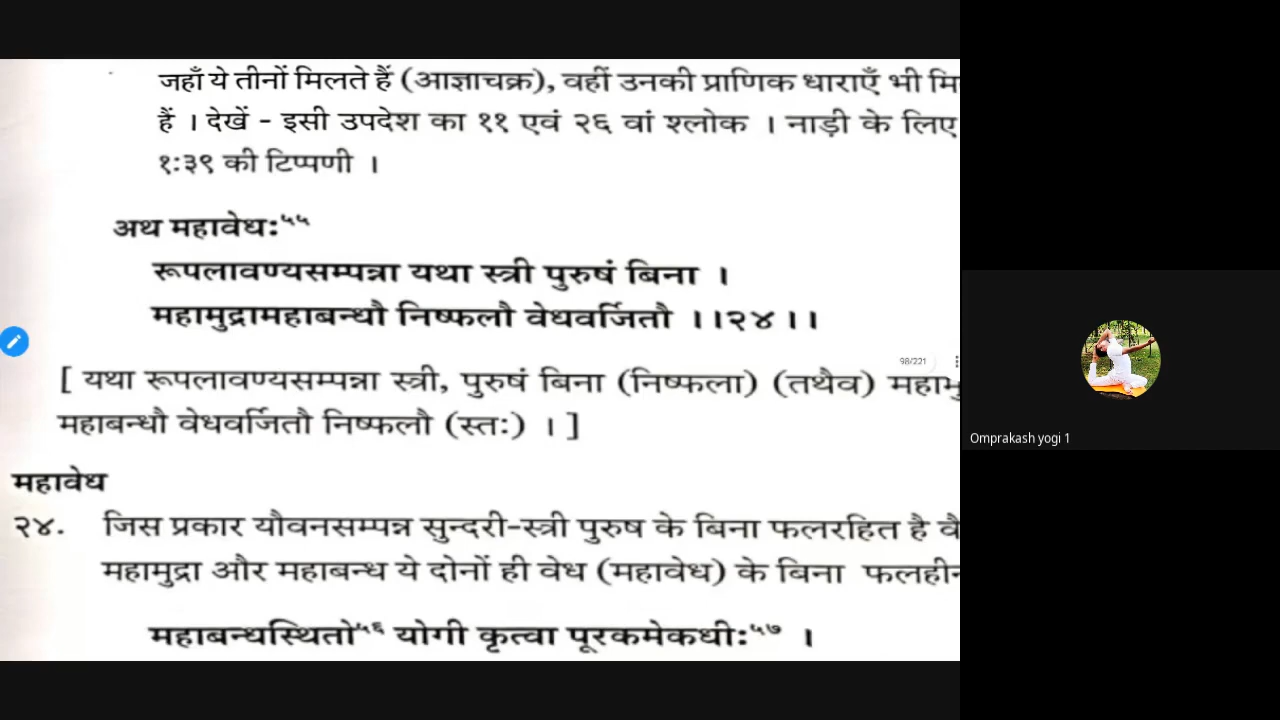 जहाँ ये तीनों मिलते हैं (आज्ञाचक्र), वहीं उनकी प्राणिक धाराएँ भी
हैं । देखें - इसी उपदेश का ११ एवं २६ वां श्लोक । नाड़ी के लिए
१:३९ की टिप्पणी ।
अथ महावेधः५५
रूपलावण्यसम्पन्ना यथा स्त्री पुरुषं बिना ।
महामुद्रामहाबन्धौ निष्फलौ वेधवर्जितौ ।।२४।।
98/221
[ यथा रूपलावण्यसम्पन्ना स्त्री, पुरुषं बिना (निष्फला) (तथैव)
महाबन्धौ वेधवर्जितौ निष्फलौ (स्तः) । ]
महावेध
२४. जिस प्रकार यौवनसम्पन्न सुन्दरी-स्त्री पुरुष के बिना फलरहित है
महामुद्रा और महाबन्ध ये दोनों ही वेध (महावेध) के बिना फलहीन
महाबन्धस्थितो५६ योगी कृत्वा पूरकमेकधीः५७ ।
Omprakash yogi 1